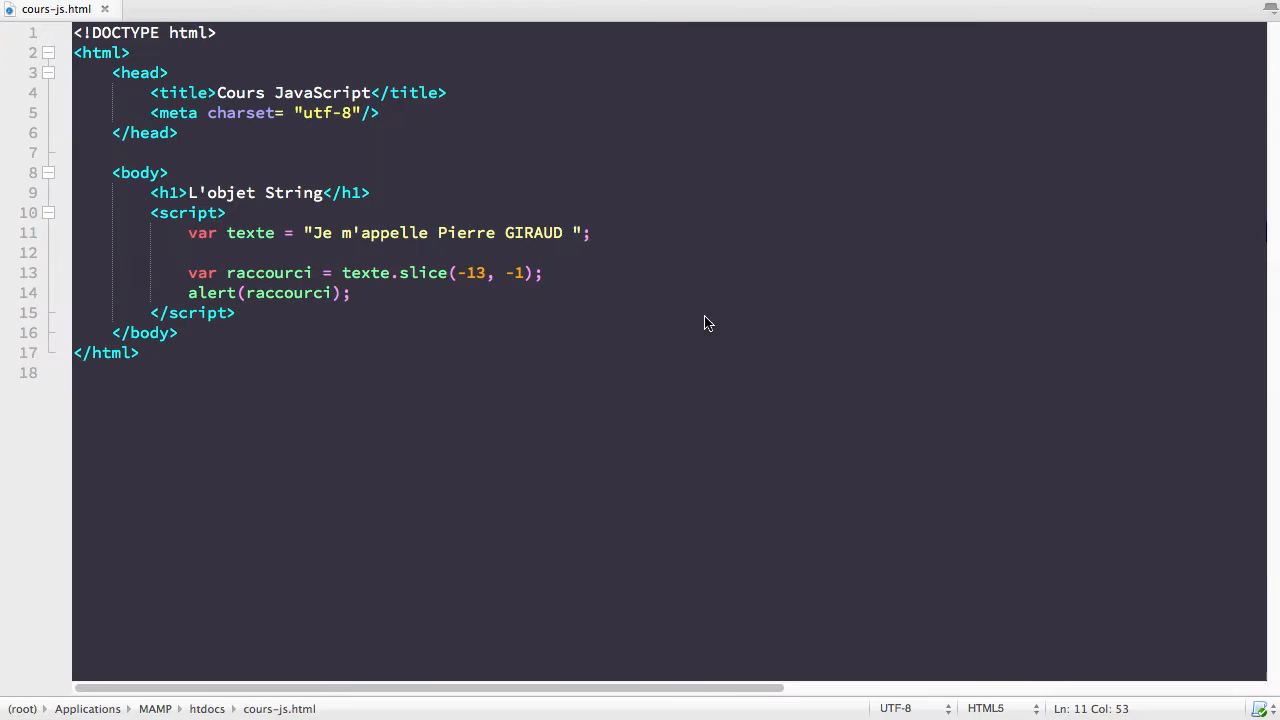 cours-js.html
1 <!DOCTYPE html>
2 <html>
3 <head>
4 <title>Cours JavaScript</title>
5 <meta charset= "utf-8"/>
6 </head>
7
8 <body>
9 <h1>L'objet String</h1>
10 <script>
11 var texte = "Je m'appelle Pierre GIRAUD ";
12
13 var raccourci = texte.slice(-13, -1);
14 alert(raccourci);
15 </script>
16 </body>
17 </html>
18
(root) Applications MAMP htdocs cours-js.html UTF-8 HTML5 Ln: 11 Col: 53